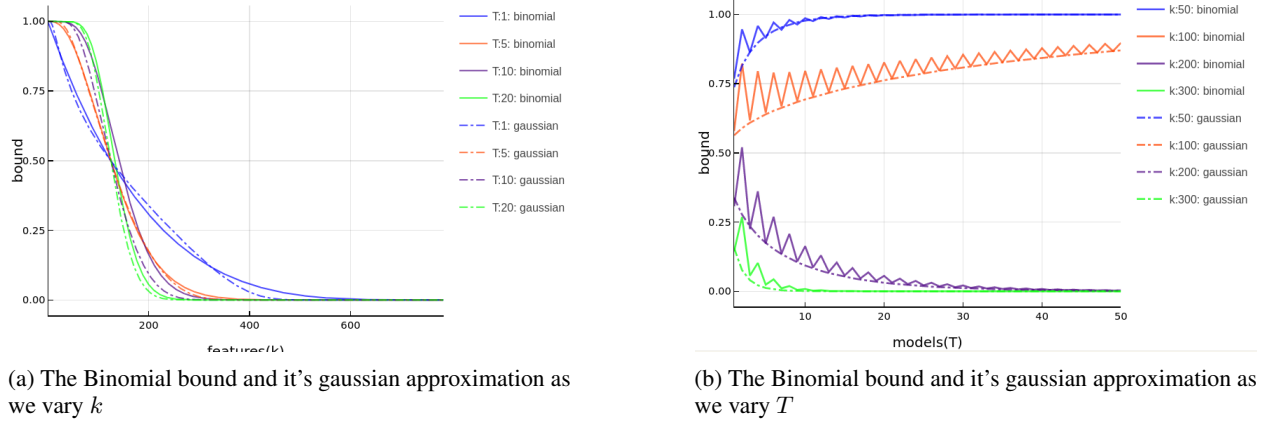 1.00
0.75
0.50
0.25
0.00
bound
200
400
600
features(k)
T:1: binomial
T:5: binomial
T:10: binomial
T:20: binomial
T:1: gaussian
T:5: gaussian
T:10: gaussian
T:20: gaussian
(a) The Binomial bound and it's gaussian approximation as
we vary k
1.00
0.75
0.50
0.25
0.00
bound
10
20
30
40
50
models(T)
k:50: binomial
k:100: binomial
k:200: binomial
k:300: binomial
k:50: gaussian
k:100: gaussian
k:200: gaussian
k:300: gaussian
(b) The Binomial bound and it's gaussian approximation as
we vary T